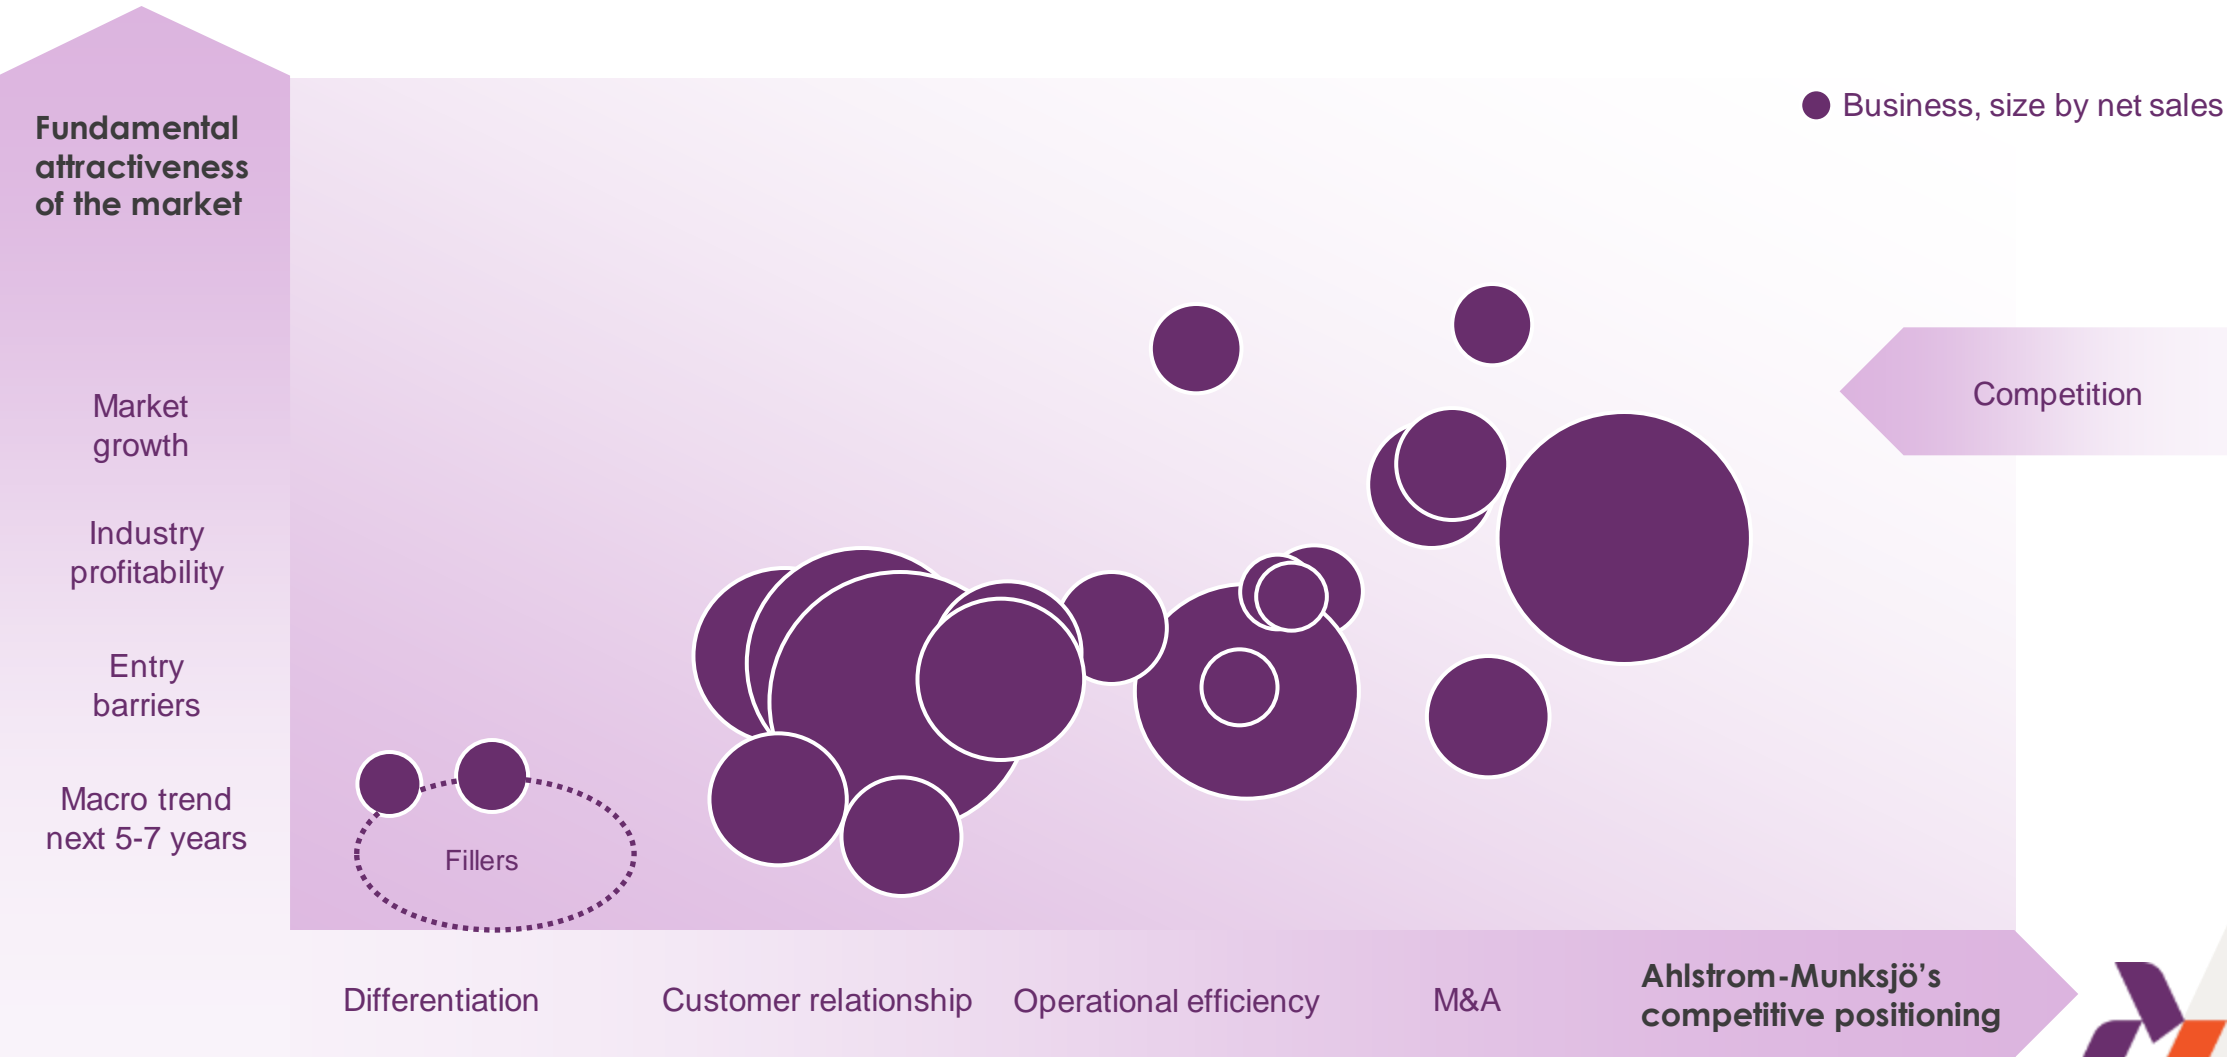 Fundamental
attractiveness
of the market
Business, size by net sales
Market
growth
Competition
Industry
profitability
Entry
barriers
Macro trend
next 5-7 years
Fillers
Differentiation
Customer relationship
Operational efficiency
M&A
Ahlstrom-Munksjö’s
competitive positioning